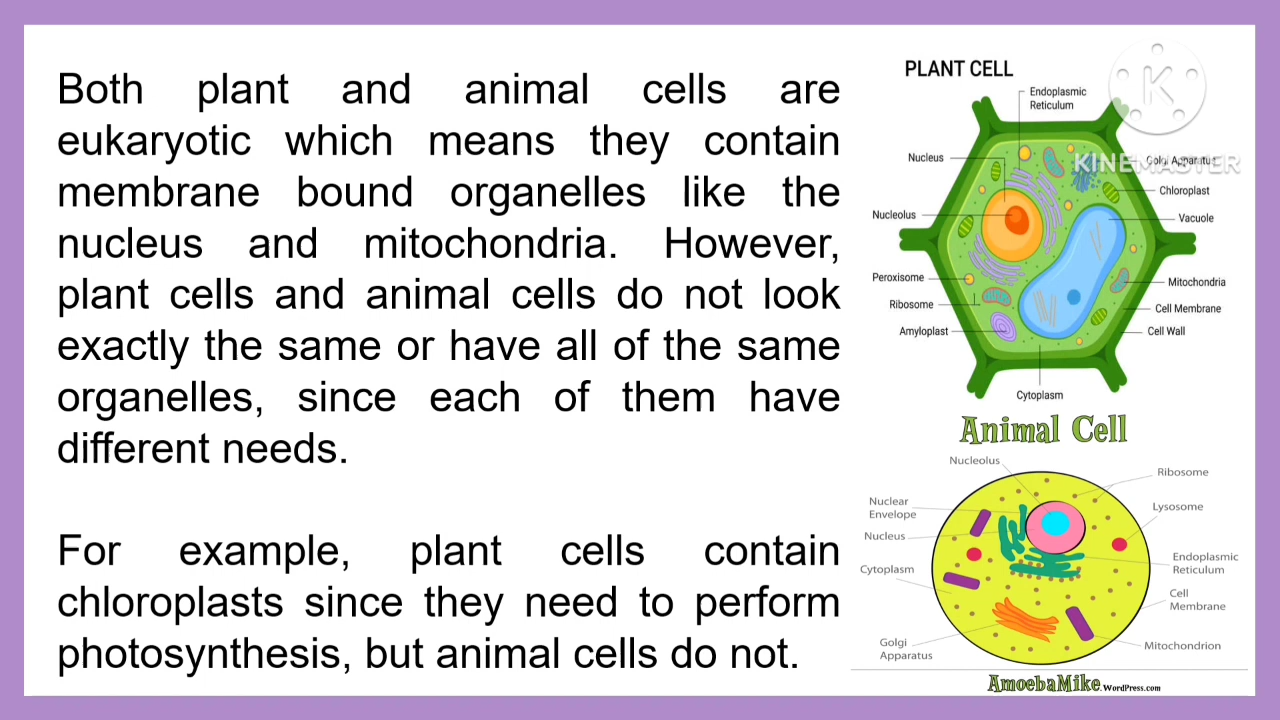 Both plant and animal cells are
eukaryotic which means they contain
membrane bound organelles like the
nucleus and mitochondria. However,
plant cells and animal cells do not look
exactly the same or have all of the same
organelles, since each of them have
different needs.
For example, plant cells contain
chloroplasts since they need to perform
photosynthesis, but animal cells do not.
PLANT CELL
K
KINEMASTER
Endoplasmic
Reticulum
Nucleus
Golgi Apparatus
Chloroplast
Nucleolus
Vacuole
Peroxisome
Mitochondria
Ribosome
Cell Membrane
Amyloplast
Cell Wall
Cytoplasm
Animal Cell
Nucleolus
Ribosome
Nuclear
Envelope
Lysosome
Nucleus
Endoplasmic
Reticulum
Cytoplasm
Cell
Membrane
Golgi
Apparatus
Mitochondrion
AmoebaMike.WordPress.com